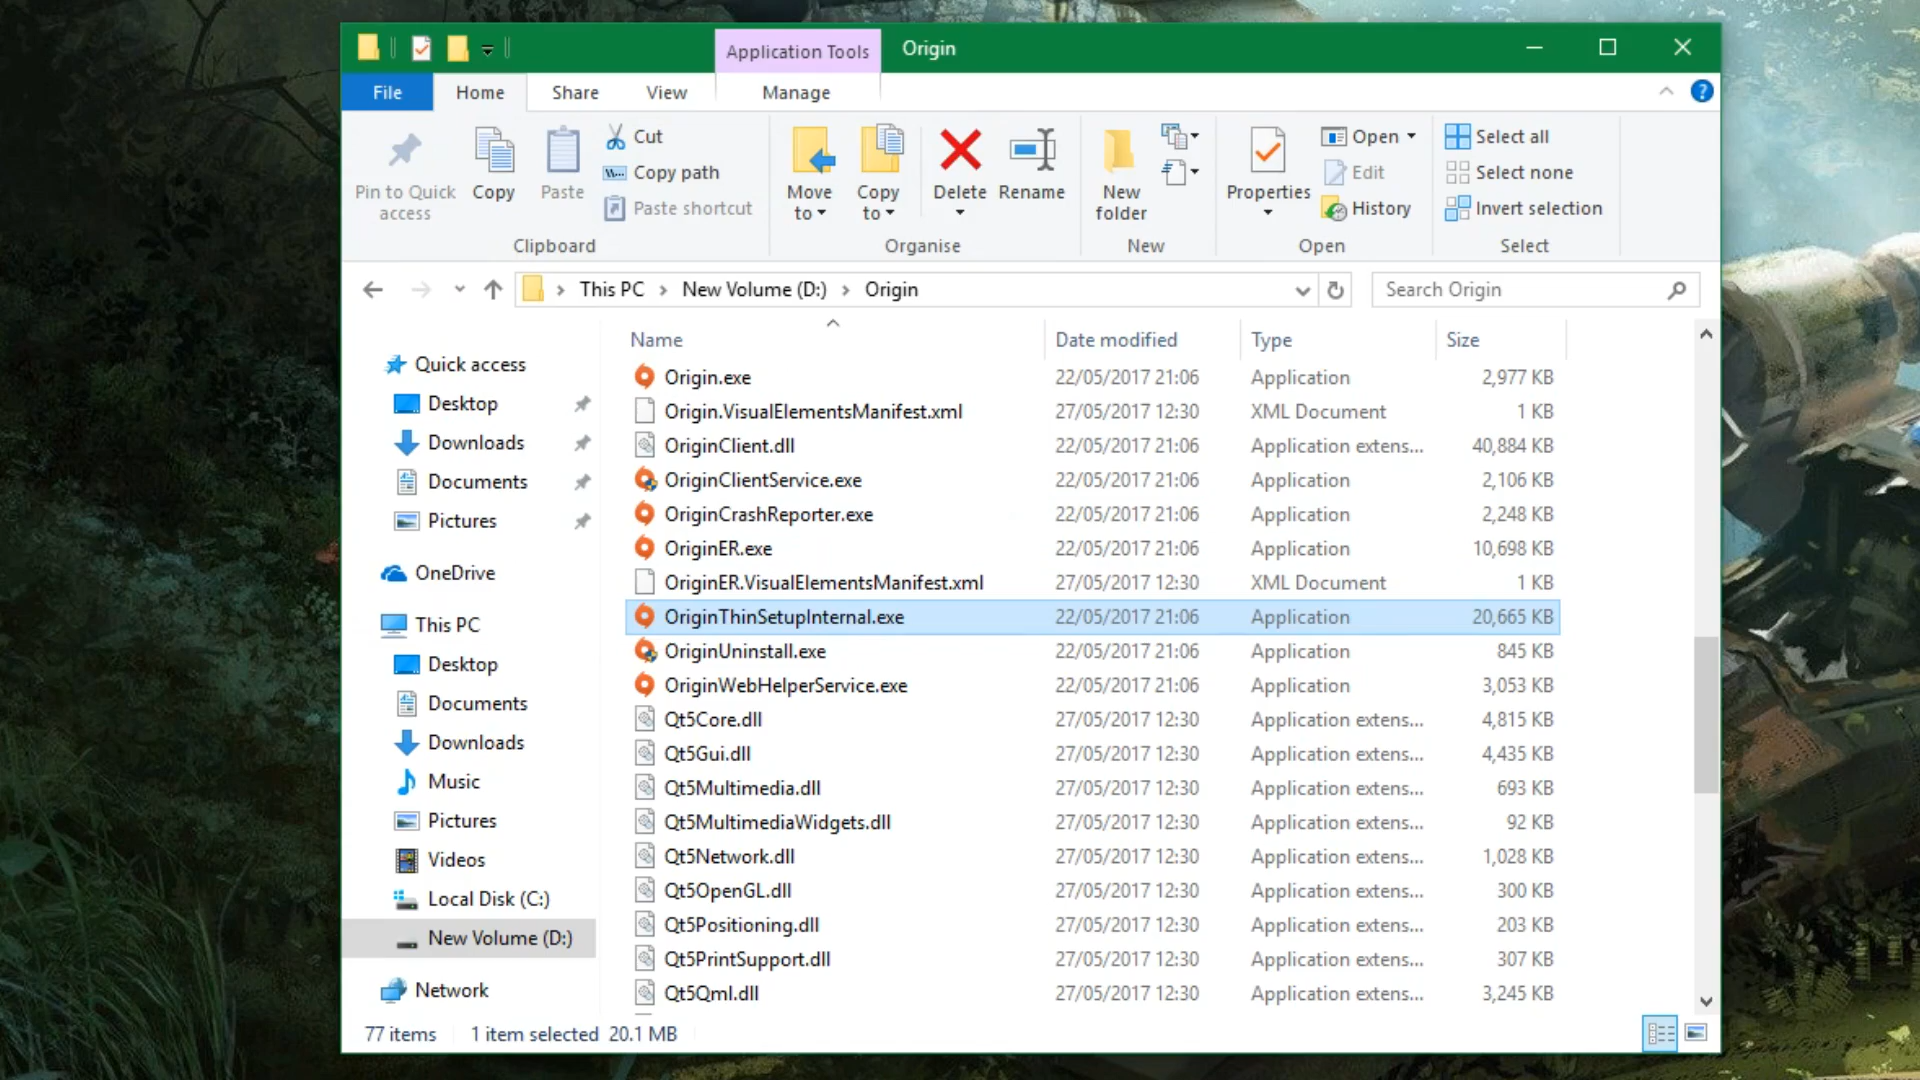 Application Tools Origin
File Home Share View Manage
Pin to Quick access
Copy
Paste
Cut
Copy path
Paste shortcut
Clipboard
Move to
Copy to
Delete
Rename
Organise
New folder
New
Properties
Open
Edit
History
Open
Select all
Select none
Invert selection
Select
This PC New Volume (D:) Origin
Search Origin
Quick access
Desktop
Downloads
Documents
Pictures
OneDrive
This PC
Desktop
Documents
Downloads
Music
Pictures
Videos
Local Disk (C:)
New Volume (D:)
Network
Name Date modified Type Size
Origin.exe 22/05/2017 21:06 Application 2,977 KB
Origin.VisualElementsManifest.xml 27/05/2017 12:30 XML Document 1 KB
OriginClient.dll 22/05/2017 21:06 Application extens... 40,884 KB
OriginClientService.exe 22/05/2017 21:06 Application 2,106 KB
OriginCrashReporter.exe 22/05/2017 21:06 Application 2,248 KB
OriginER.exe 22/05/2017 21:06 Application 10,698 KB
OriginER.VisualElementsManifest.xml 27/05/2017 12:30 XML Document 1 KB
OriginThinSetupInternal.exe 22/05/2017 21:06 Application 20,665 KB
OriginUninstall.exe 22/05/2017 21:06 Application 845 KB
OriginWebHelperService.exe 22/05/2017 21:06 Application 3,053 KB
Qt5Core.dll 27/05/2017 12:30 Application extens... 4,815 KB
Qt5Gui.dll 27/05/2017 12:30 Application extens... 4,435 KB
Qt5Multimedia.dll 27/05/2017 12:30 Application extens... 693 KB
Qt5MultimediaWidgets.dll 27/05/2017 12:30 Application extens... 92 KB
Qt5Network.dll 27/05/2017 12:30 Application extens... 1,028 KB
Qt5OpenGL.dll 27/05/2017 12:30 Application extens... 300 KB
Qt5Positioning.dll 27/05/2017 12:30 Application extens... 203 KB
Qt5PrintSupport.dll 27/05/2017 12:30 Application extens... 307 KB
Qt5Qml.dll 27/05/2017 12:30 Application extens... 3,245 KB
77 items 1 item selected 20.1 MB